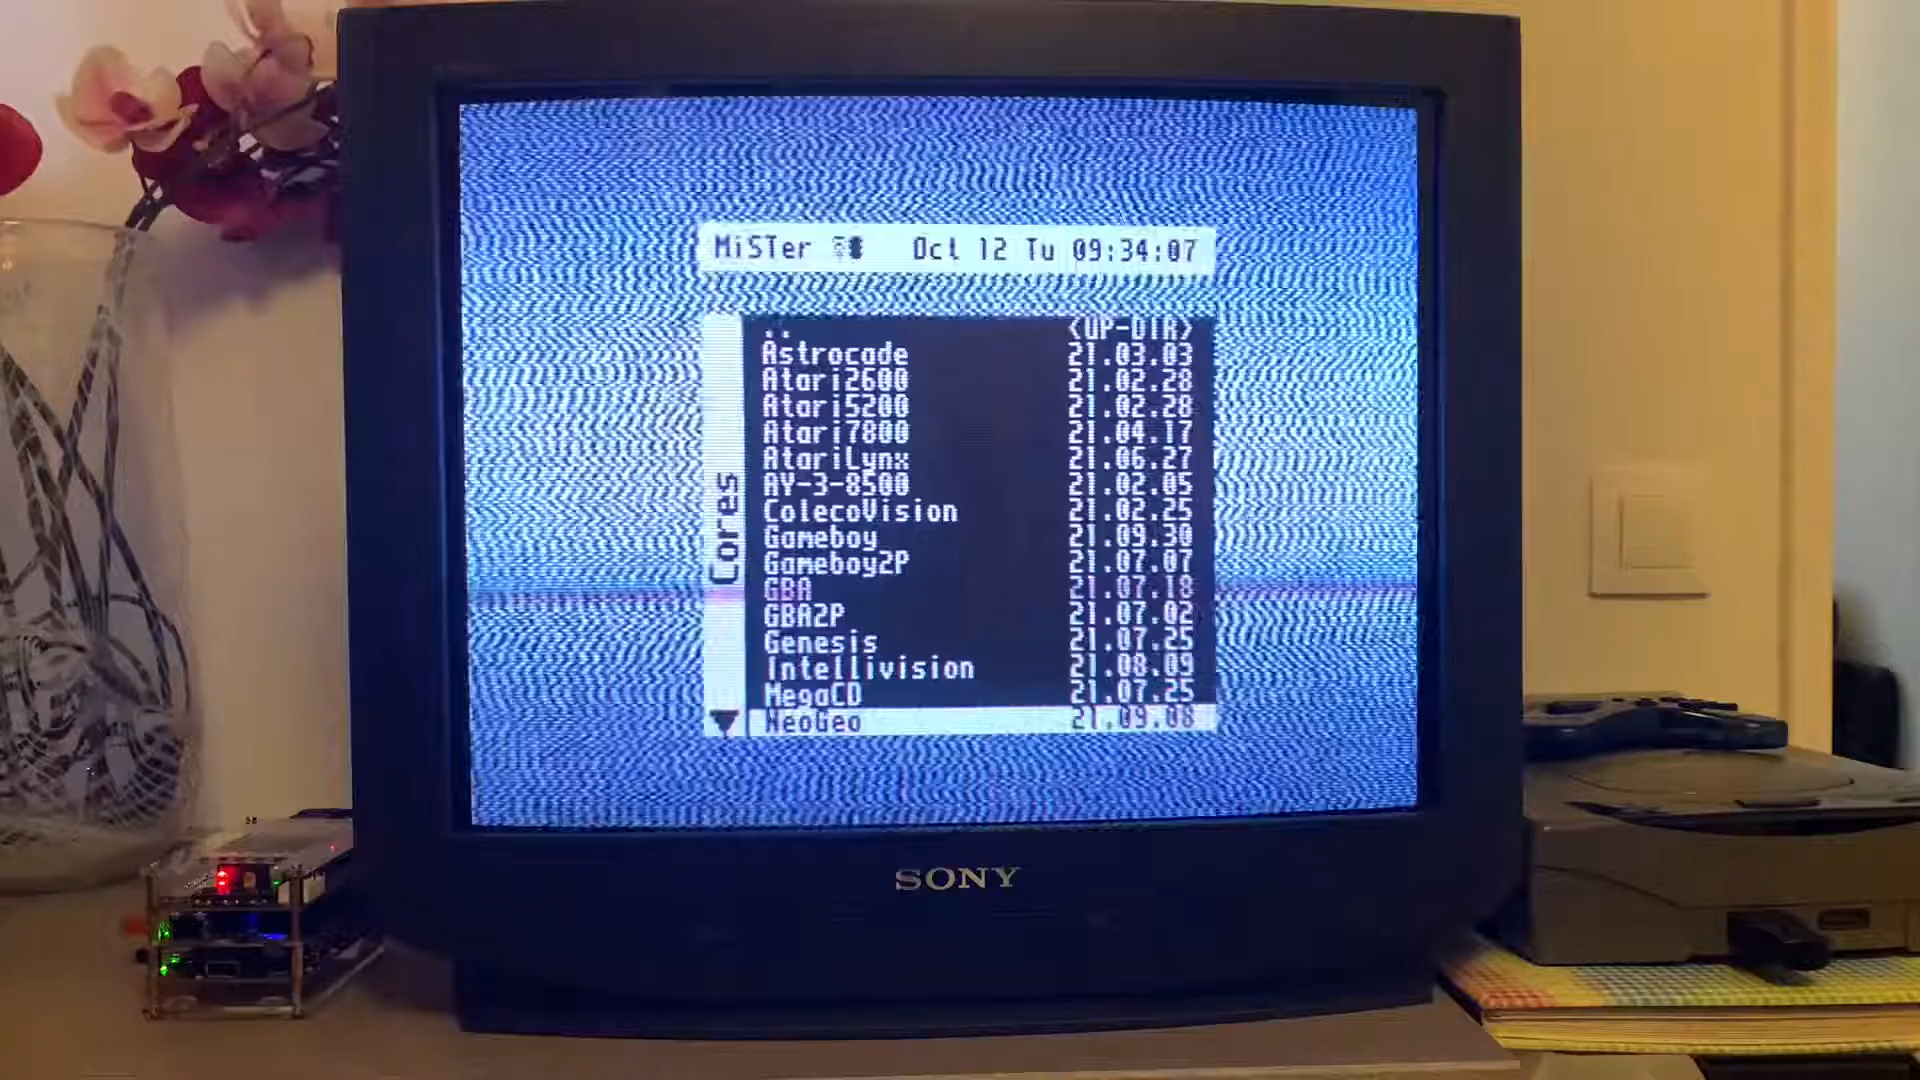 MiSTer Oct 12 Tu 09:34:07
Cores
.. <UP-DIR>
Astrocade 21.03.03
Atari2600 21.02.28
Atari5200 21.02.28
Atari7800 21.04.17
AtariLynx 21.06.27
AY-3-8500 21.02.05
ColecoVision 21.02.25
Gameboy 21.09.30
Gameboy2P 21.07.07
GBA 21.07.18
GBA2P 21.07.02
Genesis 21.07.25
Intellivision 21.08.09
MegaCD 21.07.25
NeoGeo 21.09.08
SONY